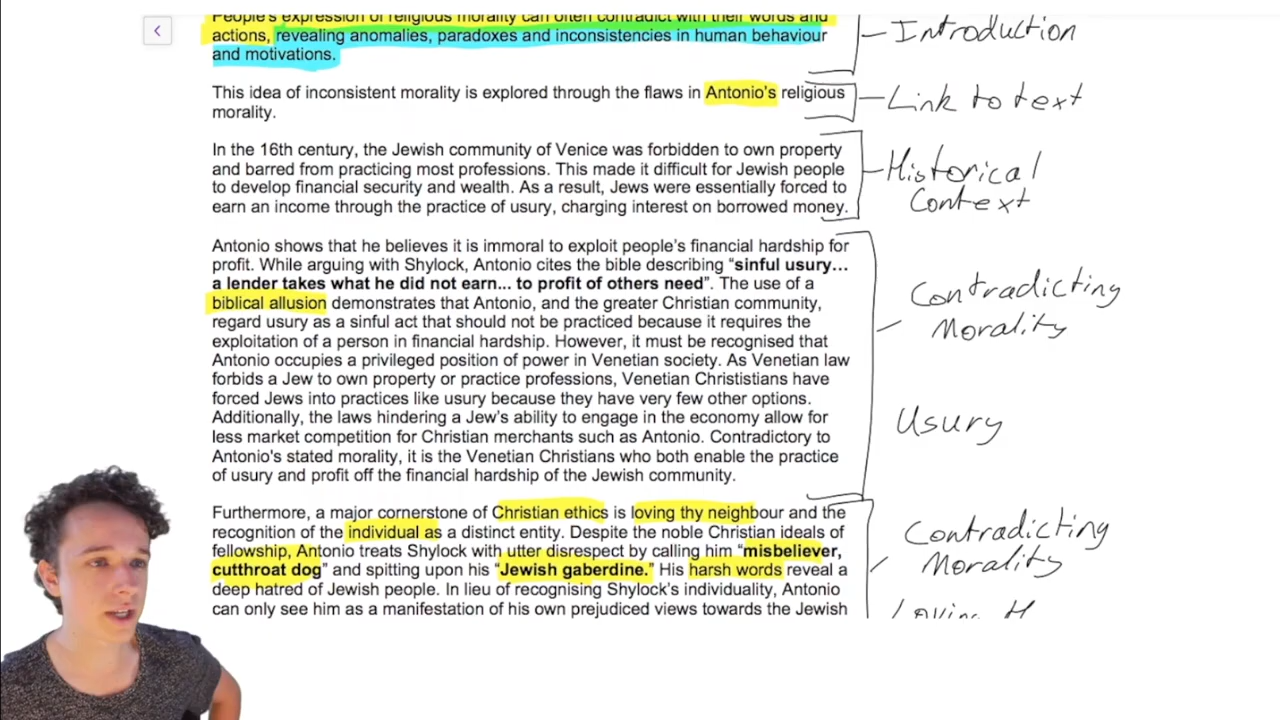 People's expression of religious morality can often contradict with their words and
actions, revealing anomalies, paradoxes and inconsistencies in human behaviour
and motivations.
Introduction
This idea of inconsistent morality is explored through the flaws in Antonio's religious
morality.
Link to text
In the 16th century, the Jewish community of Venice was forbidden to own property
and barred from practicing most professions. This made it difficult for Jewish people
to develop financial security and wealth. As a result, Jews were essentially forced to
earn an income through the practice of usury, charging interest on borrowed money.
Historical
Context
Antonio shows that he believes it is immoral to exploit people's financial hardship for
profit. While arguing with Shylock, Antonio cites the bible describing "sinful usury...
a lender takes what he did not earn... to profit of others need". The use of a
biblical allusion demonstrates that Antonio, and the greater Christian community,
regard usury as a sinful act that should not be practiced because it requires the
exploitation of a person in financial hardship. However, it must be recognised that
Antonio occupies a privileged position of power in Venetian society. As Venetian law
forbids a Jew to own property or practice professions, Venetian Christistians have
forced Jews into practices like usury because they have very few other options.
Additionally, the laws hindering a Jew's ability to engage in the economy allow for
less market competition for Christian merchants such as Antonio. Contradictory to
Antonio's stated morality, it is the Venetian Christians who both enable the practice
of usury and profit off the financial hardship of the Jewish community.
Contradicting
Morality
Usury
Furthermore, a major cornerstone of Christian ethics is loving thy neighbour and the
recognition of the individual as a distinct entity. Despite the noble Christian ideals of
fellowship, Antonio treats Shylock with utter disrespect by calling him "misbeliever,
cutthroat dog" and spitting upon his "Jewish gaberdine." His harsh words reveal a
deep hatred of Jewish people. In lieu of recognising Shylock's individuality, Antonio
can only see him as a manifestation of his own prejudiced views towards the Jewish
Contradicting
Morality